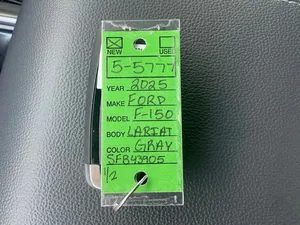 NEW USED
5-5777
YEAR 2025
MAKE FORD
MODEL F-150
BODY LARIAT
COLOR GRAY
SFB43905
1/2